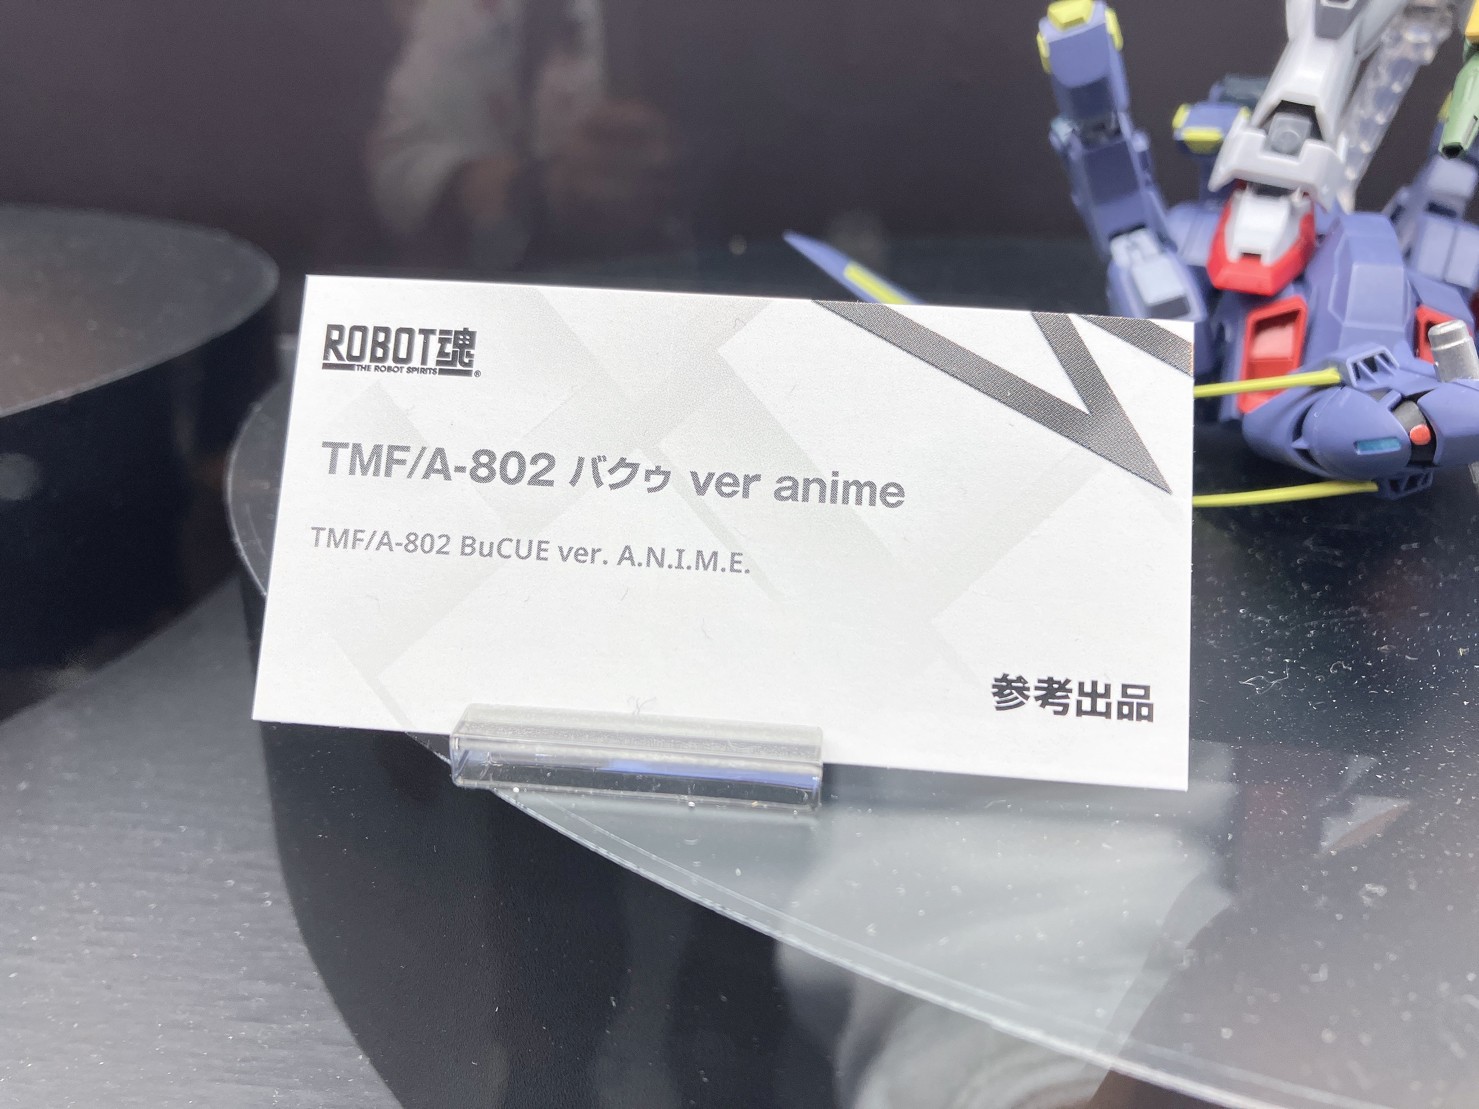 ROBOT魂
THE ROBOT SPIRITS ®
TMF/A-802 バクゥ ver anime
TMF/A-802 BuCUE ver. A.N.I.M.E.
参考出品